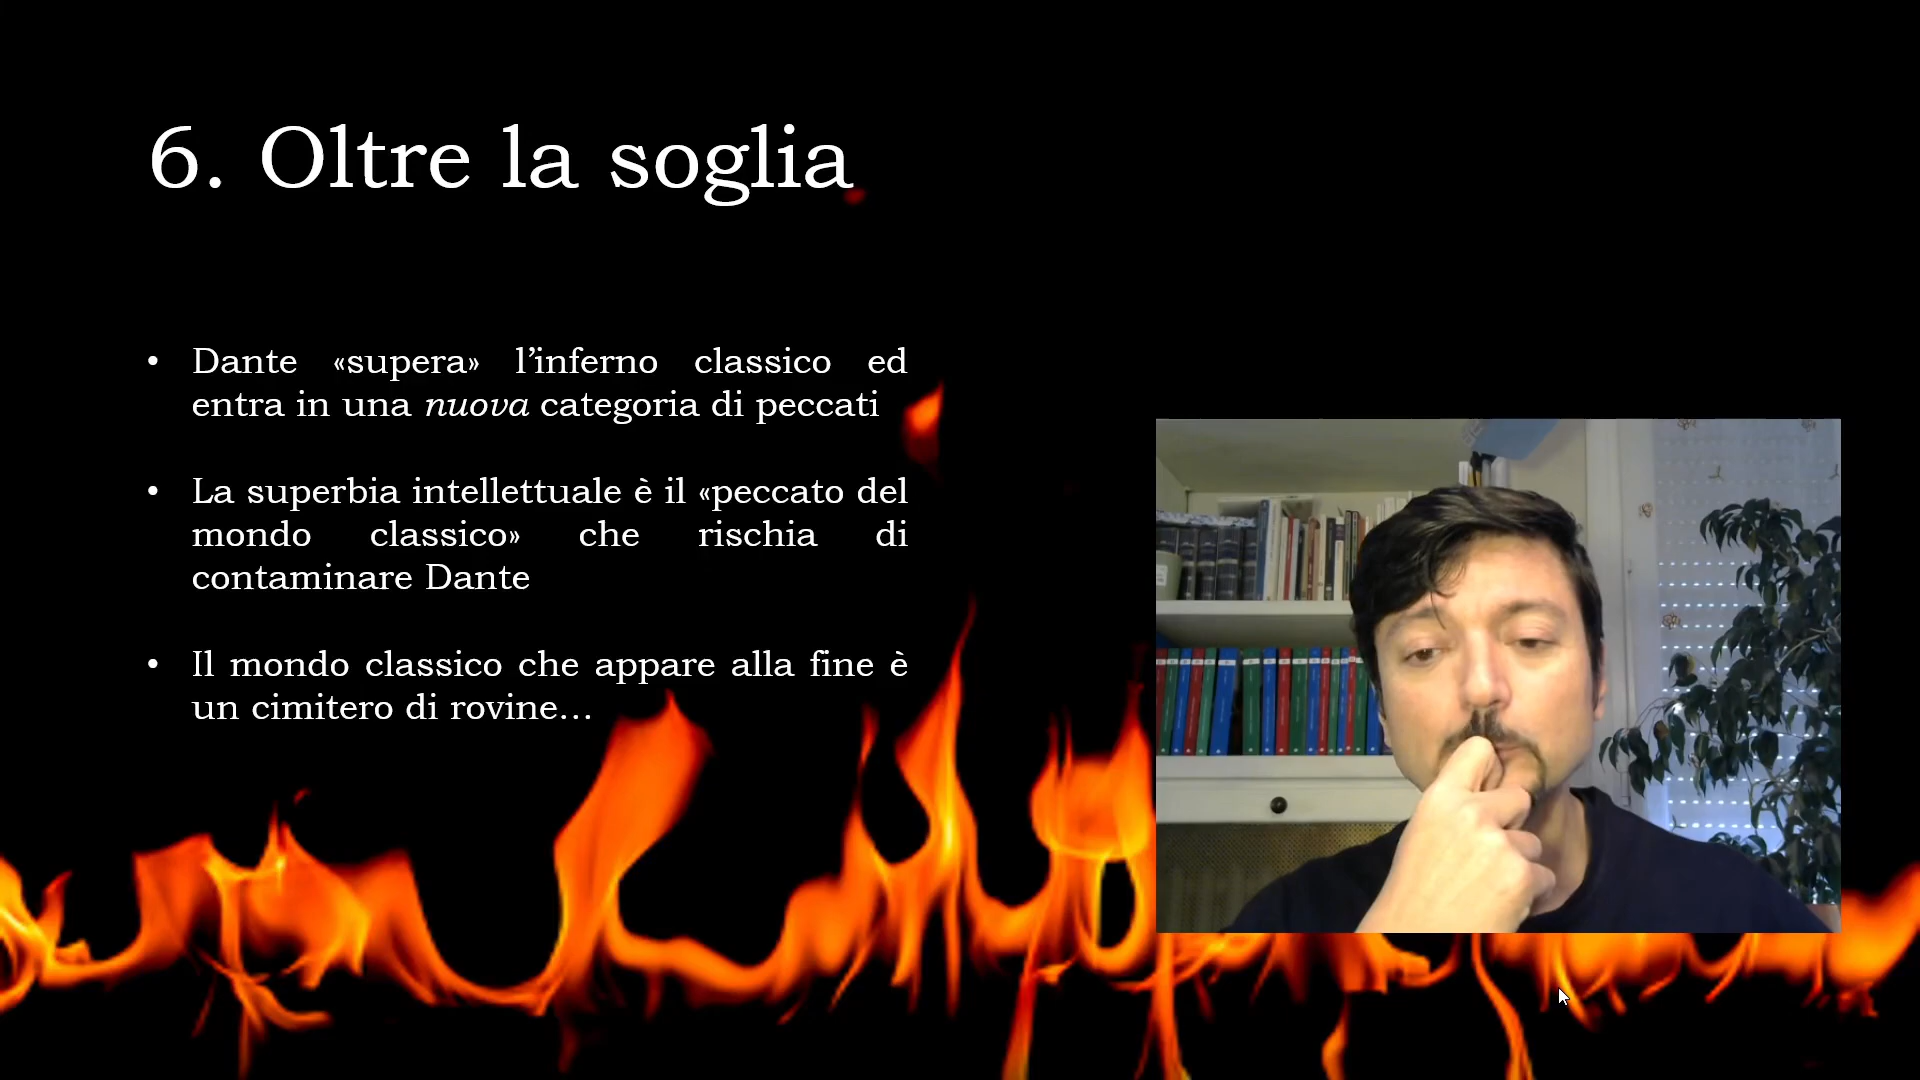 6. Oltre la soglia
• Dante «supera» l’inferno classico ed
entra in una nuova categoria di peccati
• La superbia intellettuale è il «peccato del
mondo classico» che rischia di
contaminare Dante
• Il mondo classico che appare alla fine è
un cimitero di rovine…